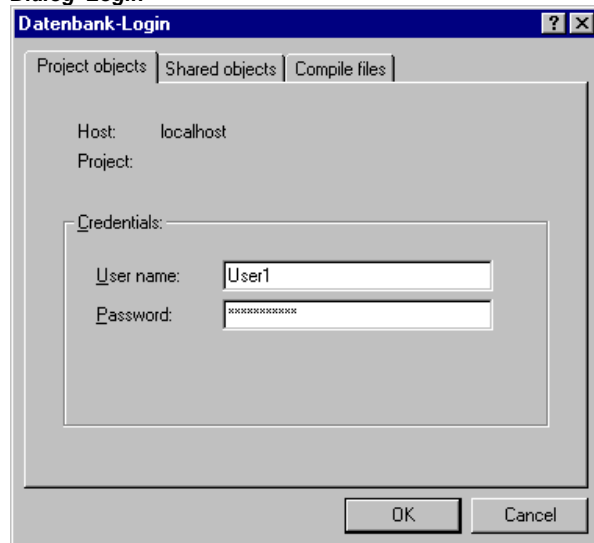 Dialog 'Login'
Datenbank-Login
Project objects Shared objects Compile files
Host: localhost
Project:
Credentials:
User name: User1
Password: ***********
OK Cancel